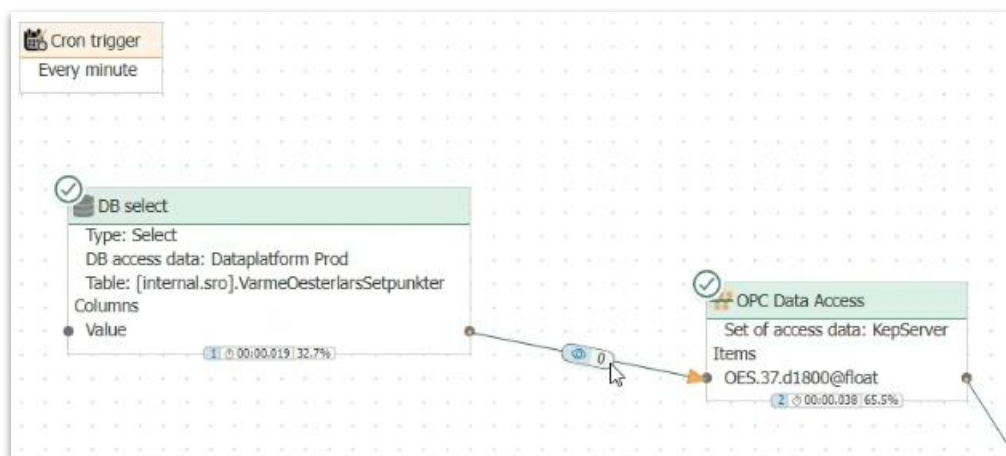 Cron trigger
Every minute
DB select
Type: Select
DB access data: Dataplatform Prod
Table: [internal.sro].VarmeOesterlarsSetpunkter
Columns
Value
1 00:00.019 32.7%
0
OPC Data Access
Set of access data: KepServer
Items
OES.37.d1800@float
2 00:00.038 65.5%